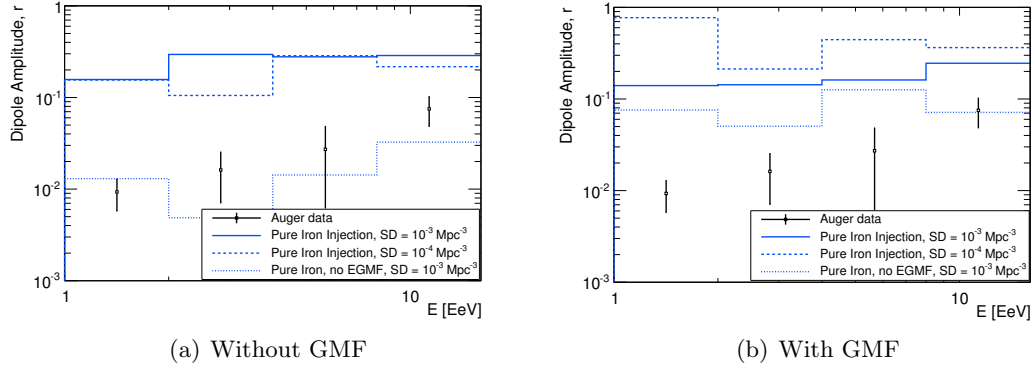 Dipole Amplitude, r
1
10⁻¹
10⁻²
10⁻³
Auger data
Pure Iron Injection, SD = 10⁻³ Mpc⁻³
Pure Iron Injection, SD = 10⁻⁴ Mpc⁻³
Pure Iron, no EGMF, SD = 10⁻³ Mpc⁻³
1 10
E [EeV]
(a) Without GMF
Dipole Amplitude, r
1
10⁻¹
10⁻²
10⁻³
Auger data
Pure Iron Injection, SD = 10⁻³ Mpc⁻³
Pure Iron Injection, SD = 10⁻⁴ Mpc⁻³
Pure Iron, no EGMF, SD = 10⁻³ Mpc⁻³
1 10
E [EeV]
(b) With GMF